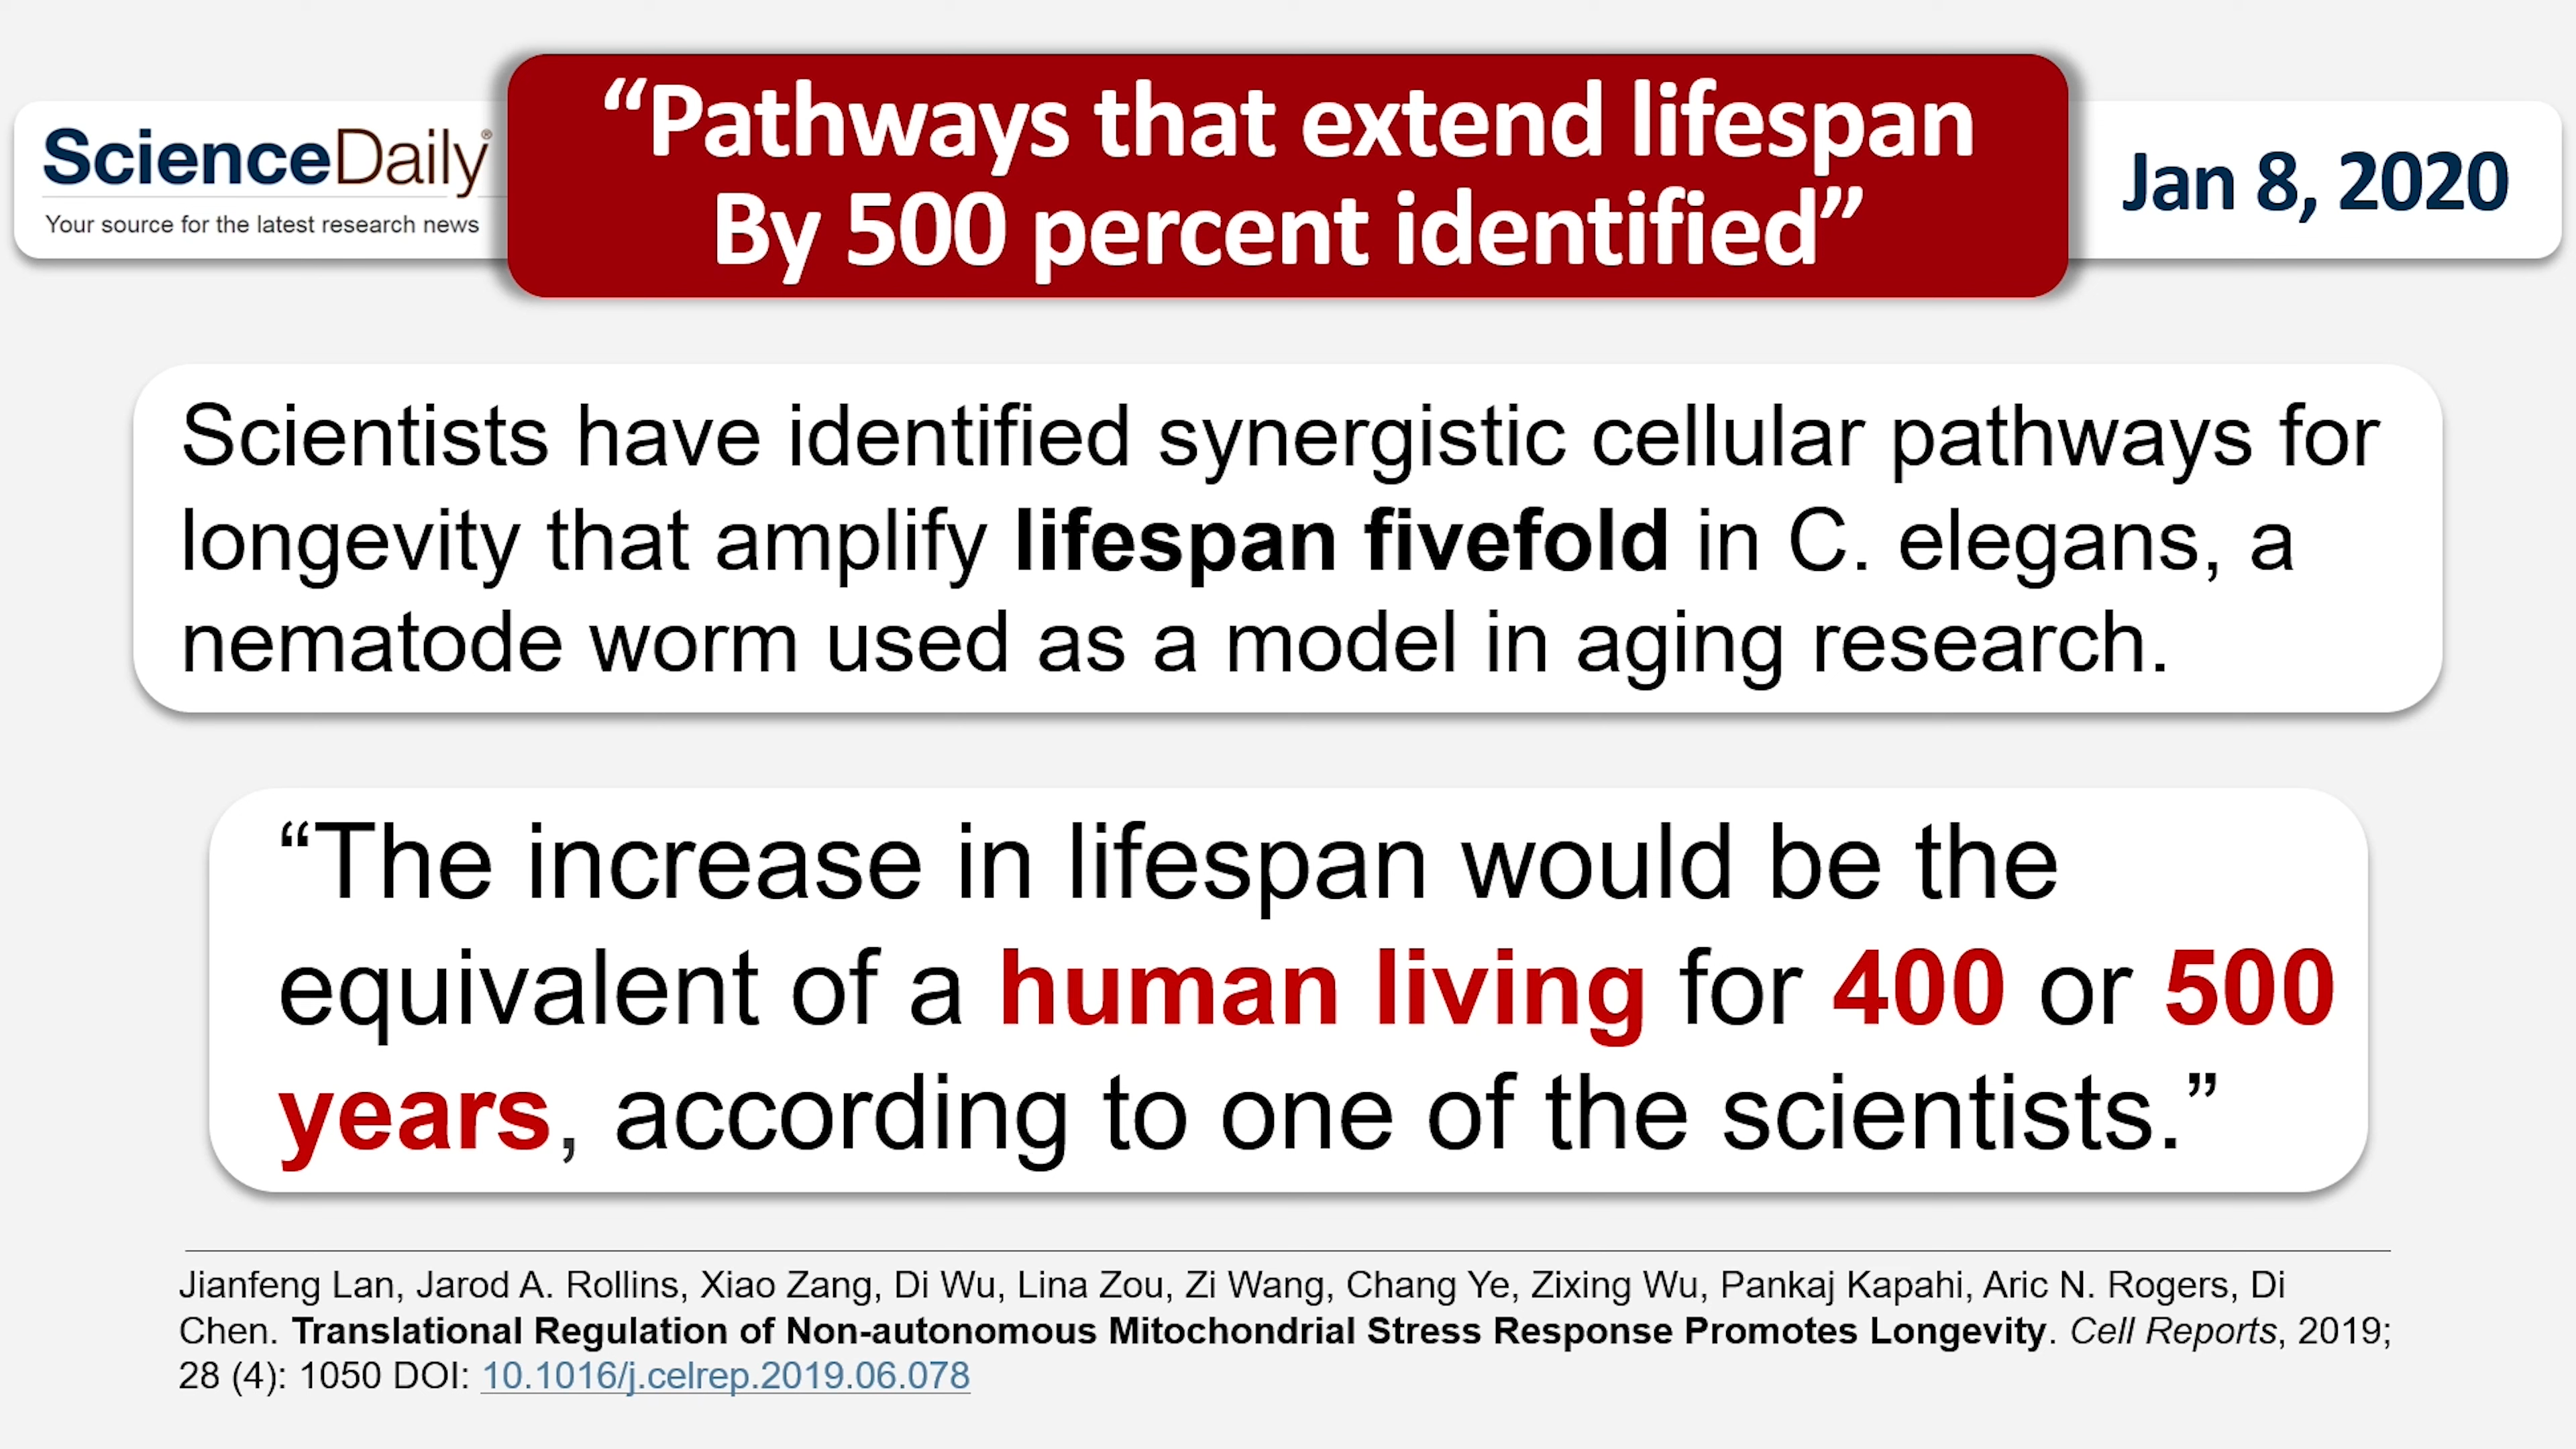 ScienceDaily®
Your source for the latest research news
“Pathways that extend lifespan
By 500 percent identified”
Jan 8, 2020
Scientists have identified synergistic cellular pathways for
longevity that amplify lifespan fivefold in C. elegans, a
nematode worm used as a model in aging research.
“The increase in lifespan would be the
equivalent of a human living for 400 or 500
years, according to one of the scientists.”
Jianfeng Lan, Jarod A. Rollins, Xiao Zang, Di Wu, Lina Zou, Zi Wang, Chang Ye, Zixing Wu, Pankaj Kapahi, Aric N. Rogers, Di
Chen. Translational Regulation of Non-autonomous Mitochondrial Stress Response Promotes Longevity. Cell Reports, 2019;
28 (4): 1050 DOI: 10.1016/j.celrep.2019.06.078